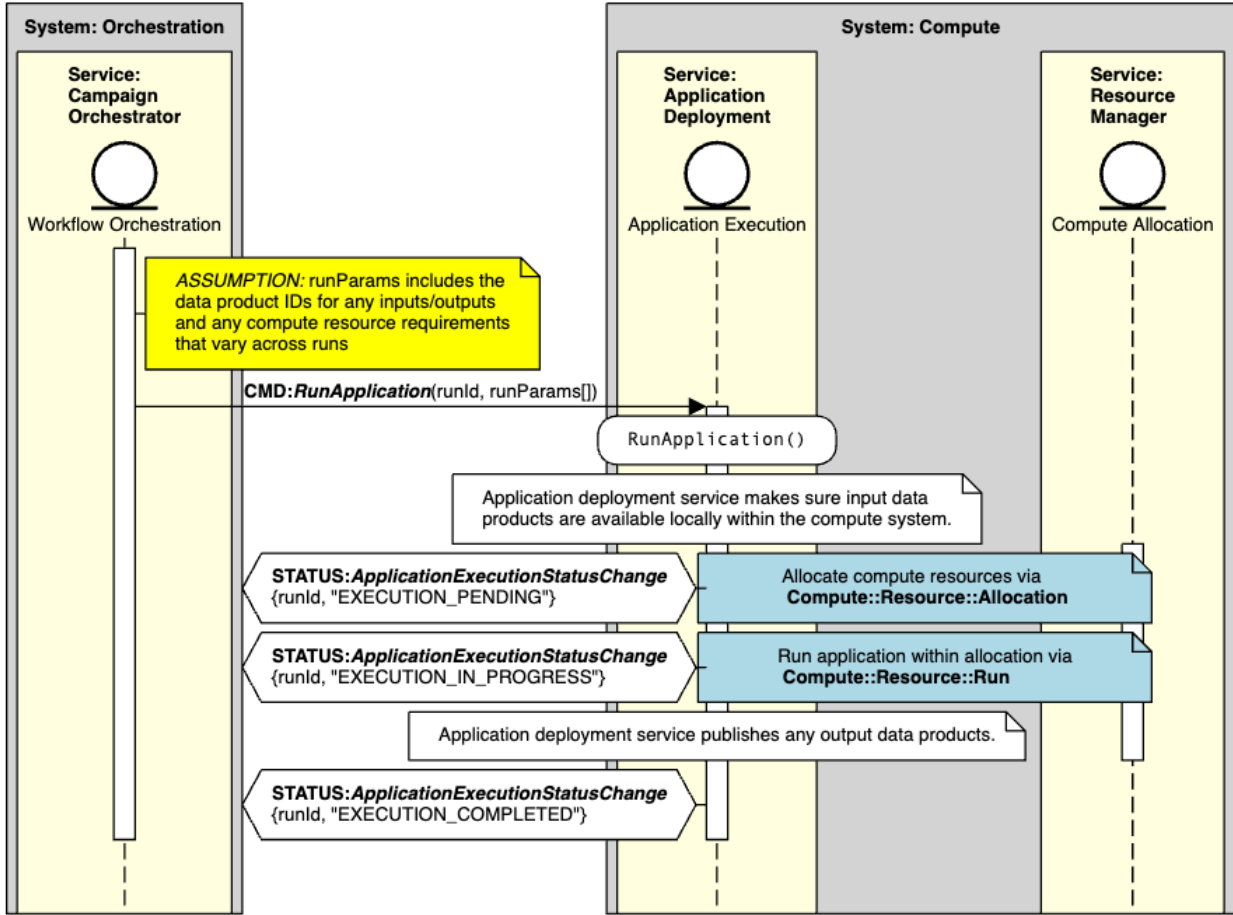 System: Orchestration
System: Compute
Service:
Campaign
Orchestrator
Service:
Application
Deployment
Service:
Resource
Manager
Workflow Orchestration
Application Execution
Compute Allocation
ASSUMPTION: runParams includes the
data product IDs for any inputs/outputs
and any compute resource requirements
that vary across runs
CMD:RunApplication(runId, runParams[])
RunApplication()
Application deployment service makes sure input data
products are available locally within the compute system.
STATUS:ApplicationExecutionStatusChange
{runId, "EXECUTION_PENDING"}
Allocate compute resources via
Compute::Resource::Allocation
STATUS:ApplicationExecutionStatusChange
{runId, "EXECUTION_IN_PROGRESS"}
Run application within allocation via
Compute::Resource::Run
Application deployment service publishes any output data products.
STATUS:ApplicationExecutionStatusChange
{runId, "EXECUTION_COMPLETED"}